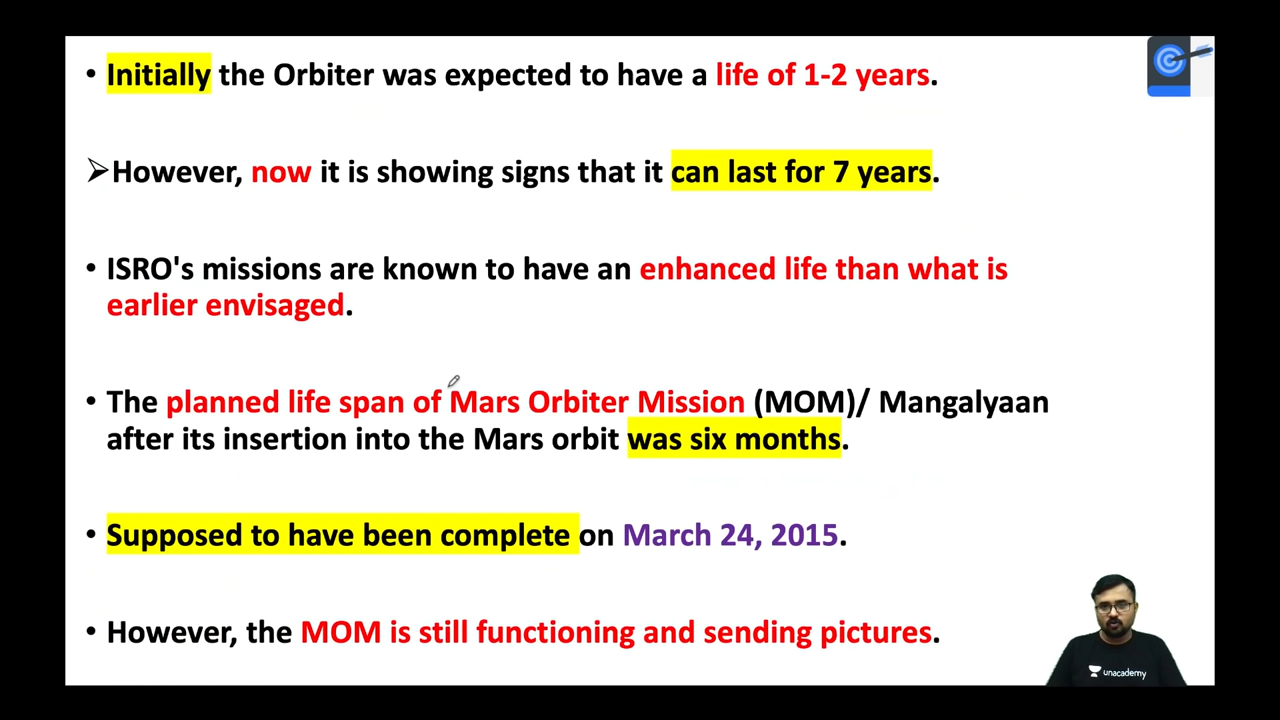 • Initially the Orbiter was expected to have a life of 1-2 years.
➢However, now it is showing signs that it can last for 7 years.
• ISRO's missions are known to have an enhanced life than what is
earlier envisaged.
• The planned life span of Mars Orbiter Mission (MOM)/ Mangalyaan
after its insertion into the Mars orbit was six months.
• Supposed to have been complete on March 24, 2015.
• However, the MOM is still functioning and sending pictures.
unacademy